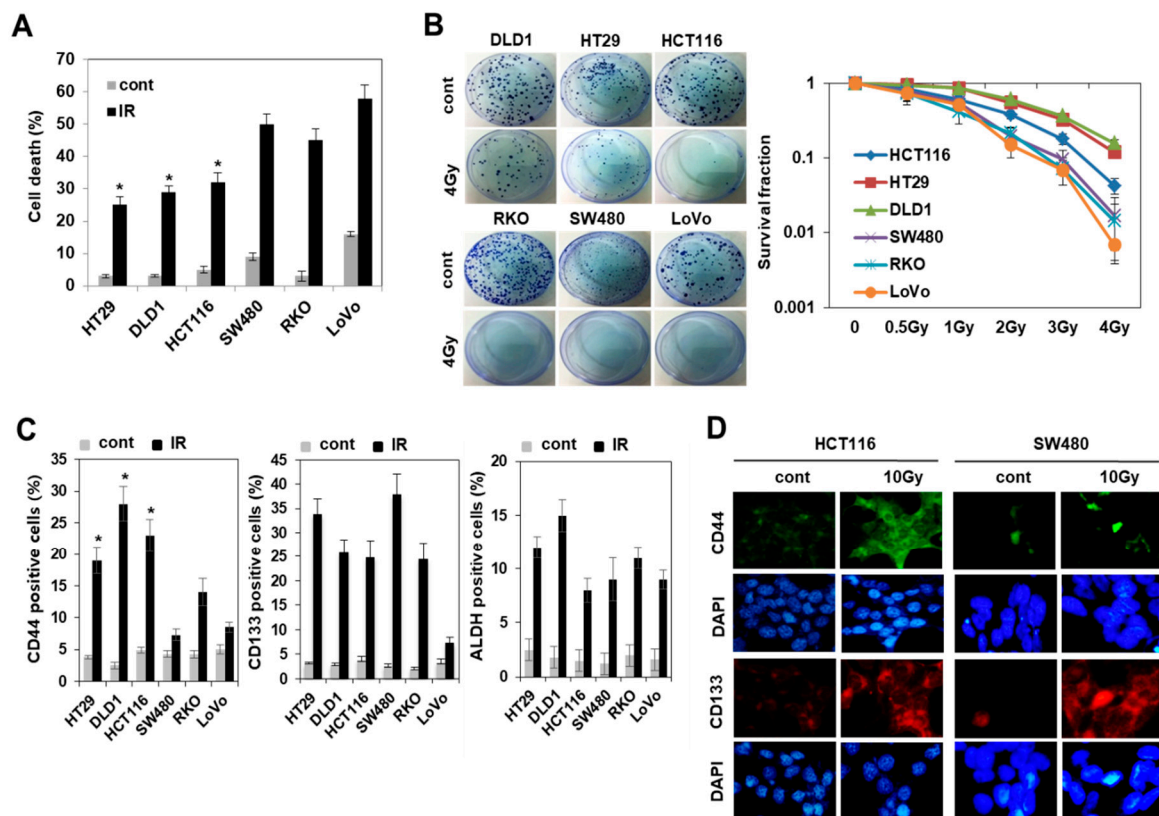 A
Cell death (%)
70
60
50
40
30
20
10
0
cont
IR
*
*
*
HT29
DLD1
HCT116
SW480
RKO
LoVo
B
DLD1
HT29
HCT116
cont
4Gy
RKO
SW480
LoVo
cont
4Gy
Survival fraction
1
0.1
0.01
0.001
HCT116
HT29
DLD1
SW480
RKO
LoVo
0
0.5Gy
1Gy
2Gy
3Gy
4Gy
C
cont
IR
CD44 positive cells (%)
35
30
25
20
15
10
5
0
*
*
*
HT29
DLD1
HCT116
SW480
RKO
LoVo
cont
IR
CD133 positive cells (%)
45
40
35
30
25
20
15
10
5
0
HT29
DLD1
HCT116
SW480
RKO
LoVo
cont
IR
ALDH positive cells (%)
20
15
10
5
0
HT29
DLD1
HCT116
SW480
RKO
LoVo
D
HCT116
SW480
cont
10Gy
cont
10Gy
CD44
DAPI
CD133
DAPI